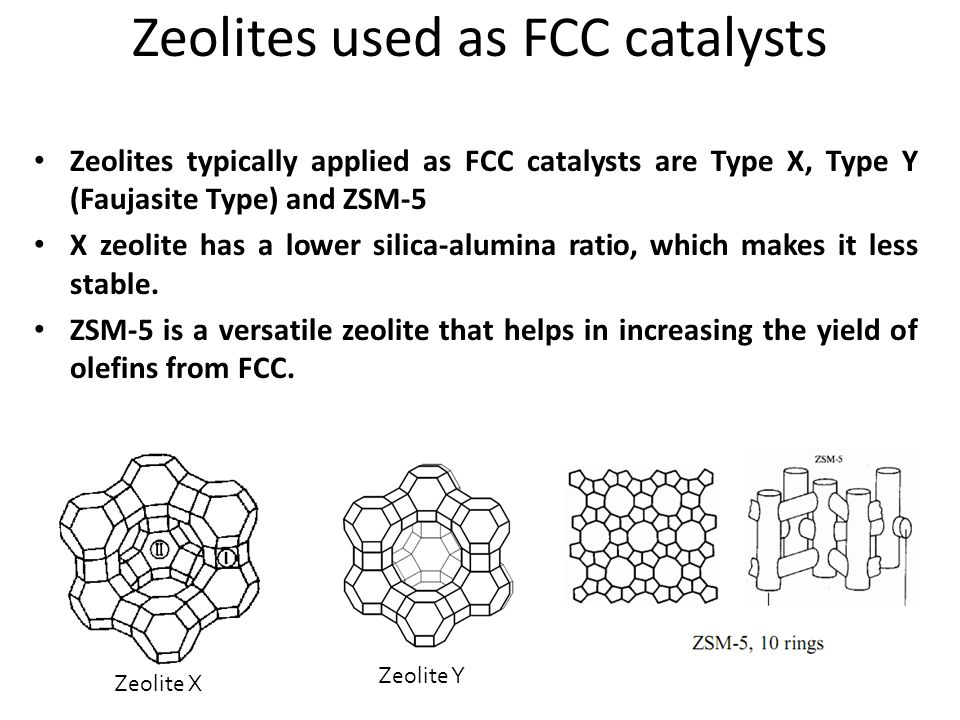 Zeolites used as FCC catalysts
• Zeolites typically applied as FCC catalysts are Type X, Type Y
(Faujasite Type) and ZSM-5
• X zeolite has a lower silica-alumina ratio, which makes it less
stable.
• ZSM-5 is a versatile zeolite that helps in increasing the yield of
olefins from FCC.
ZSM-5
II
I
ZSM-5, 10 rings
Zeolite X
Zeolite Y